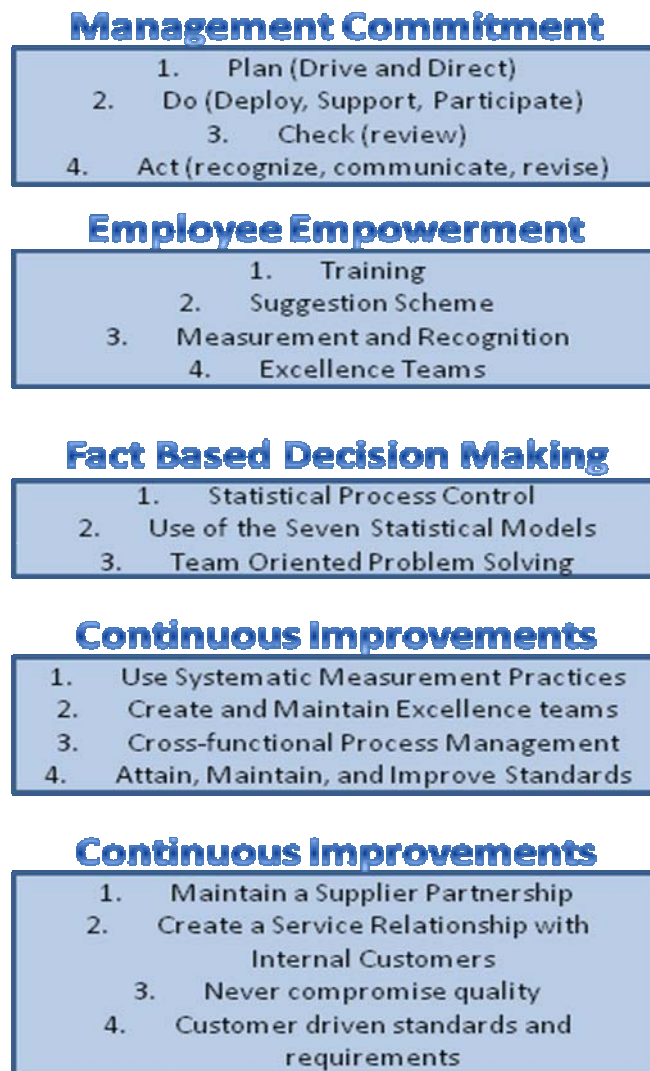 Management Commitment
1. Plan (Drive and Direct)
2. Do (Deploy, Support, Participate)
3. Check (review)
4. Act (recognize, communicate, revise)
Employee Empowerment
1. Training
2. Suggestion Scheme
3. Measurement and Recognition
4. Excellence Teams
Fact Based Decision Making
1. Statistical Process Control
2. Use of the Seven Statistical Models
3. Team Oriented Problem Solving
Continuous Improvements
1. Use Systematic Measurement Practices
2. Create and Maintain Excellence teams
3. Cross-functional Process Management
4. Attain, Maintain, and Improve Standards
Continuous Improvements
1. Maintain a Supplier Partnership
2. Create a Service Relationship with
Internal Customers
3. Never compromise quality
4. Customer driven standards and
requirements